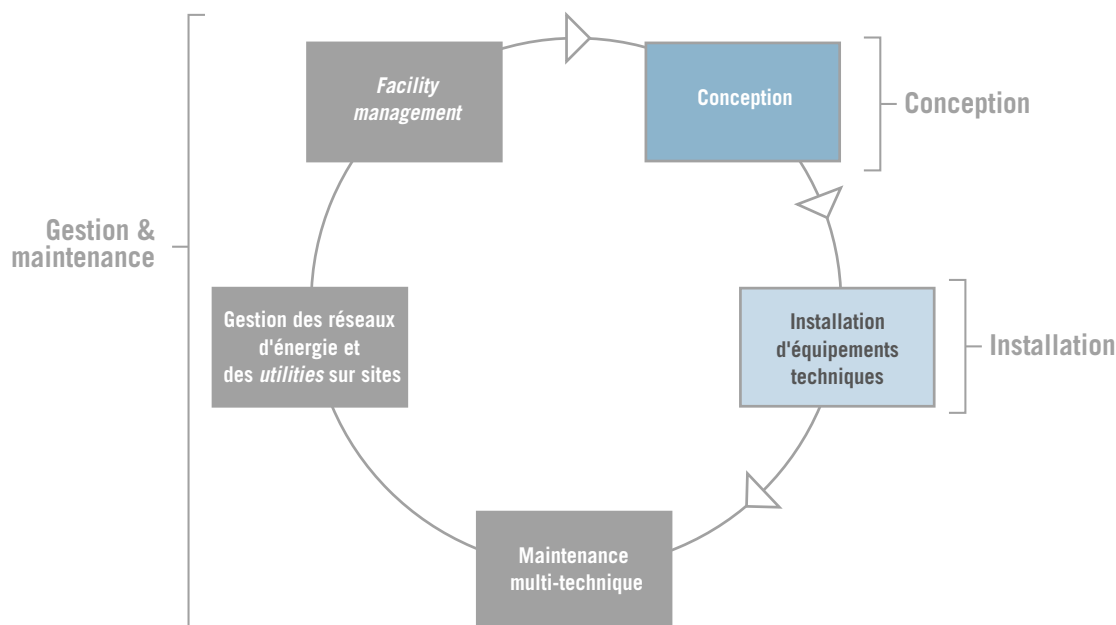 Facility
management
Conception
Conception
Gestion &
maintenance
Gestion des réseaux
d'énergie et
des utilities sur sites
Installation
d'équipements
techniques
Installation
Maintenance
multi-technique